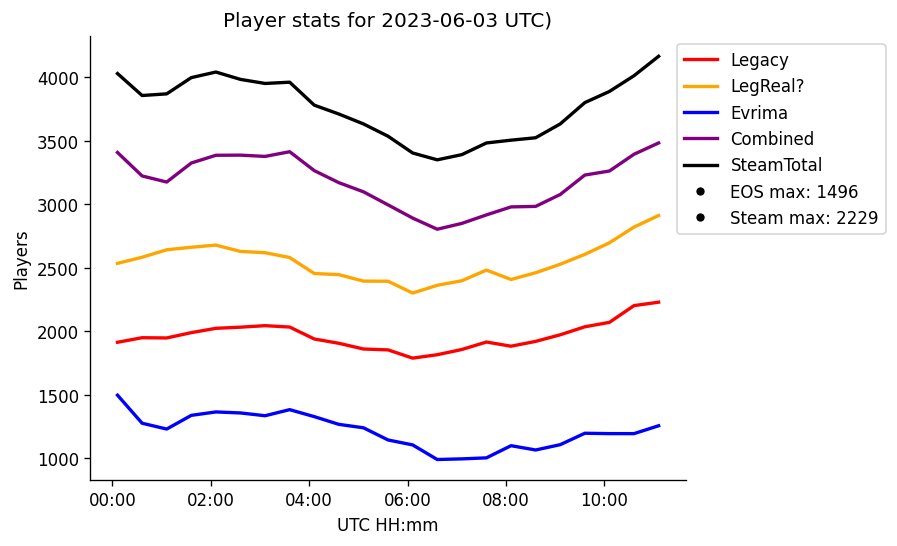 Player stats for 2023-06-03 UTC)
Players
4000
3500
3000
2500
2000
1500
1000
00:00 02:00 04:00 06:00 08:00 10:00
UTC HH:mm
Legacy
LegReal?
Evrima
Combined
SteamTotal
EOS max: 1496
Steam max: 2229